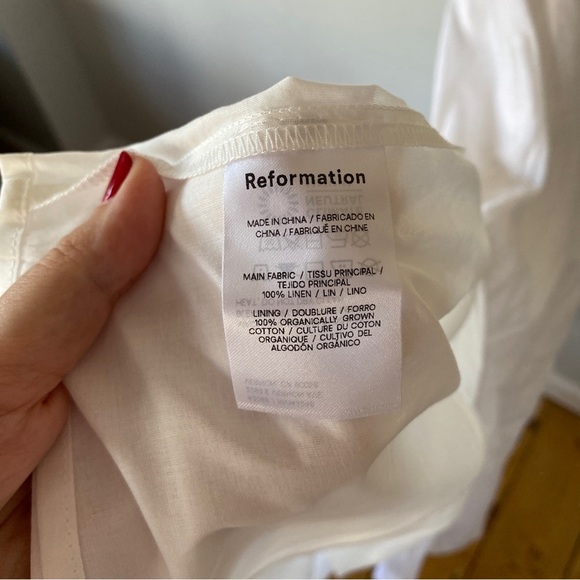 Reformation
MADE IN CHINA / FABRICADO EN
CHINA / FABRIQUÉ EN CHINE
MAIN FABRIC / TISSU PRINCIPAL /
TEJIDO PRINCIPAL
100% LINEN / LIN / LINO
LINING / DOUBLURE / FORRO
100% ORGANICALLY GROWN
COTTON / CULTURE DU COTON
ORGANIQUE / CULTIVO DEL
ALGODÓN ORGÁNICO